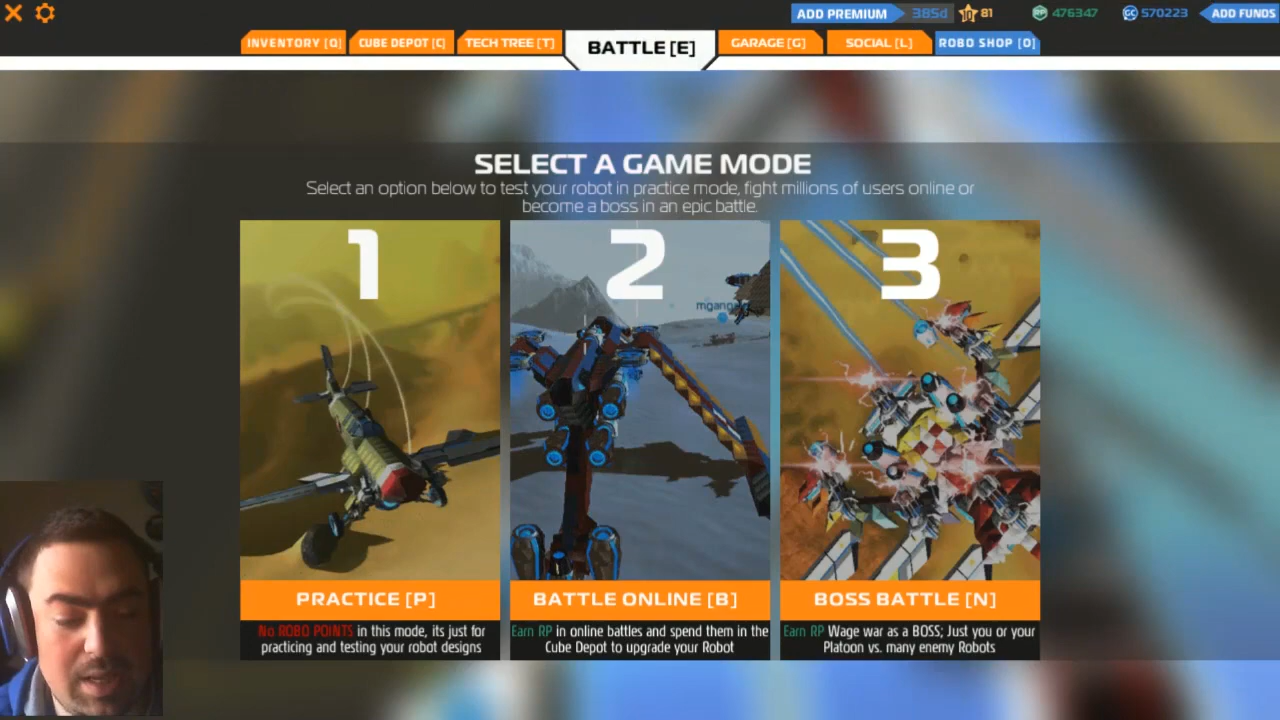 ADD PREMIUM 385d 10 81 RP 476347 GC 570223 ADD FUNDS
INVENTORY [Q] CUBE DEPOT [C] TECH TREE [T] BATTLE [E] GARAGE [G] SOCIAL [L] ROBO SHOP [O]
SELECT A GAME MODE
Select an option below to test your robot in practice mode, fight millions of users online or
become a boss in an epic battle.
1
2
3
PRACTICE [P]
No ROBO POINTS in this mode, its just for
practicing and testing your robot designs
BATTLE ONLINE [B]
Earn RP in online battles and spend them in the
Cube Depot to upgrade your Robot
BOSS BATTLE [N]
Earn RP Wage war as a BOSS; Just you or your
Platoon vs. many enemy Robots